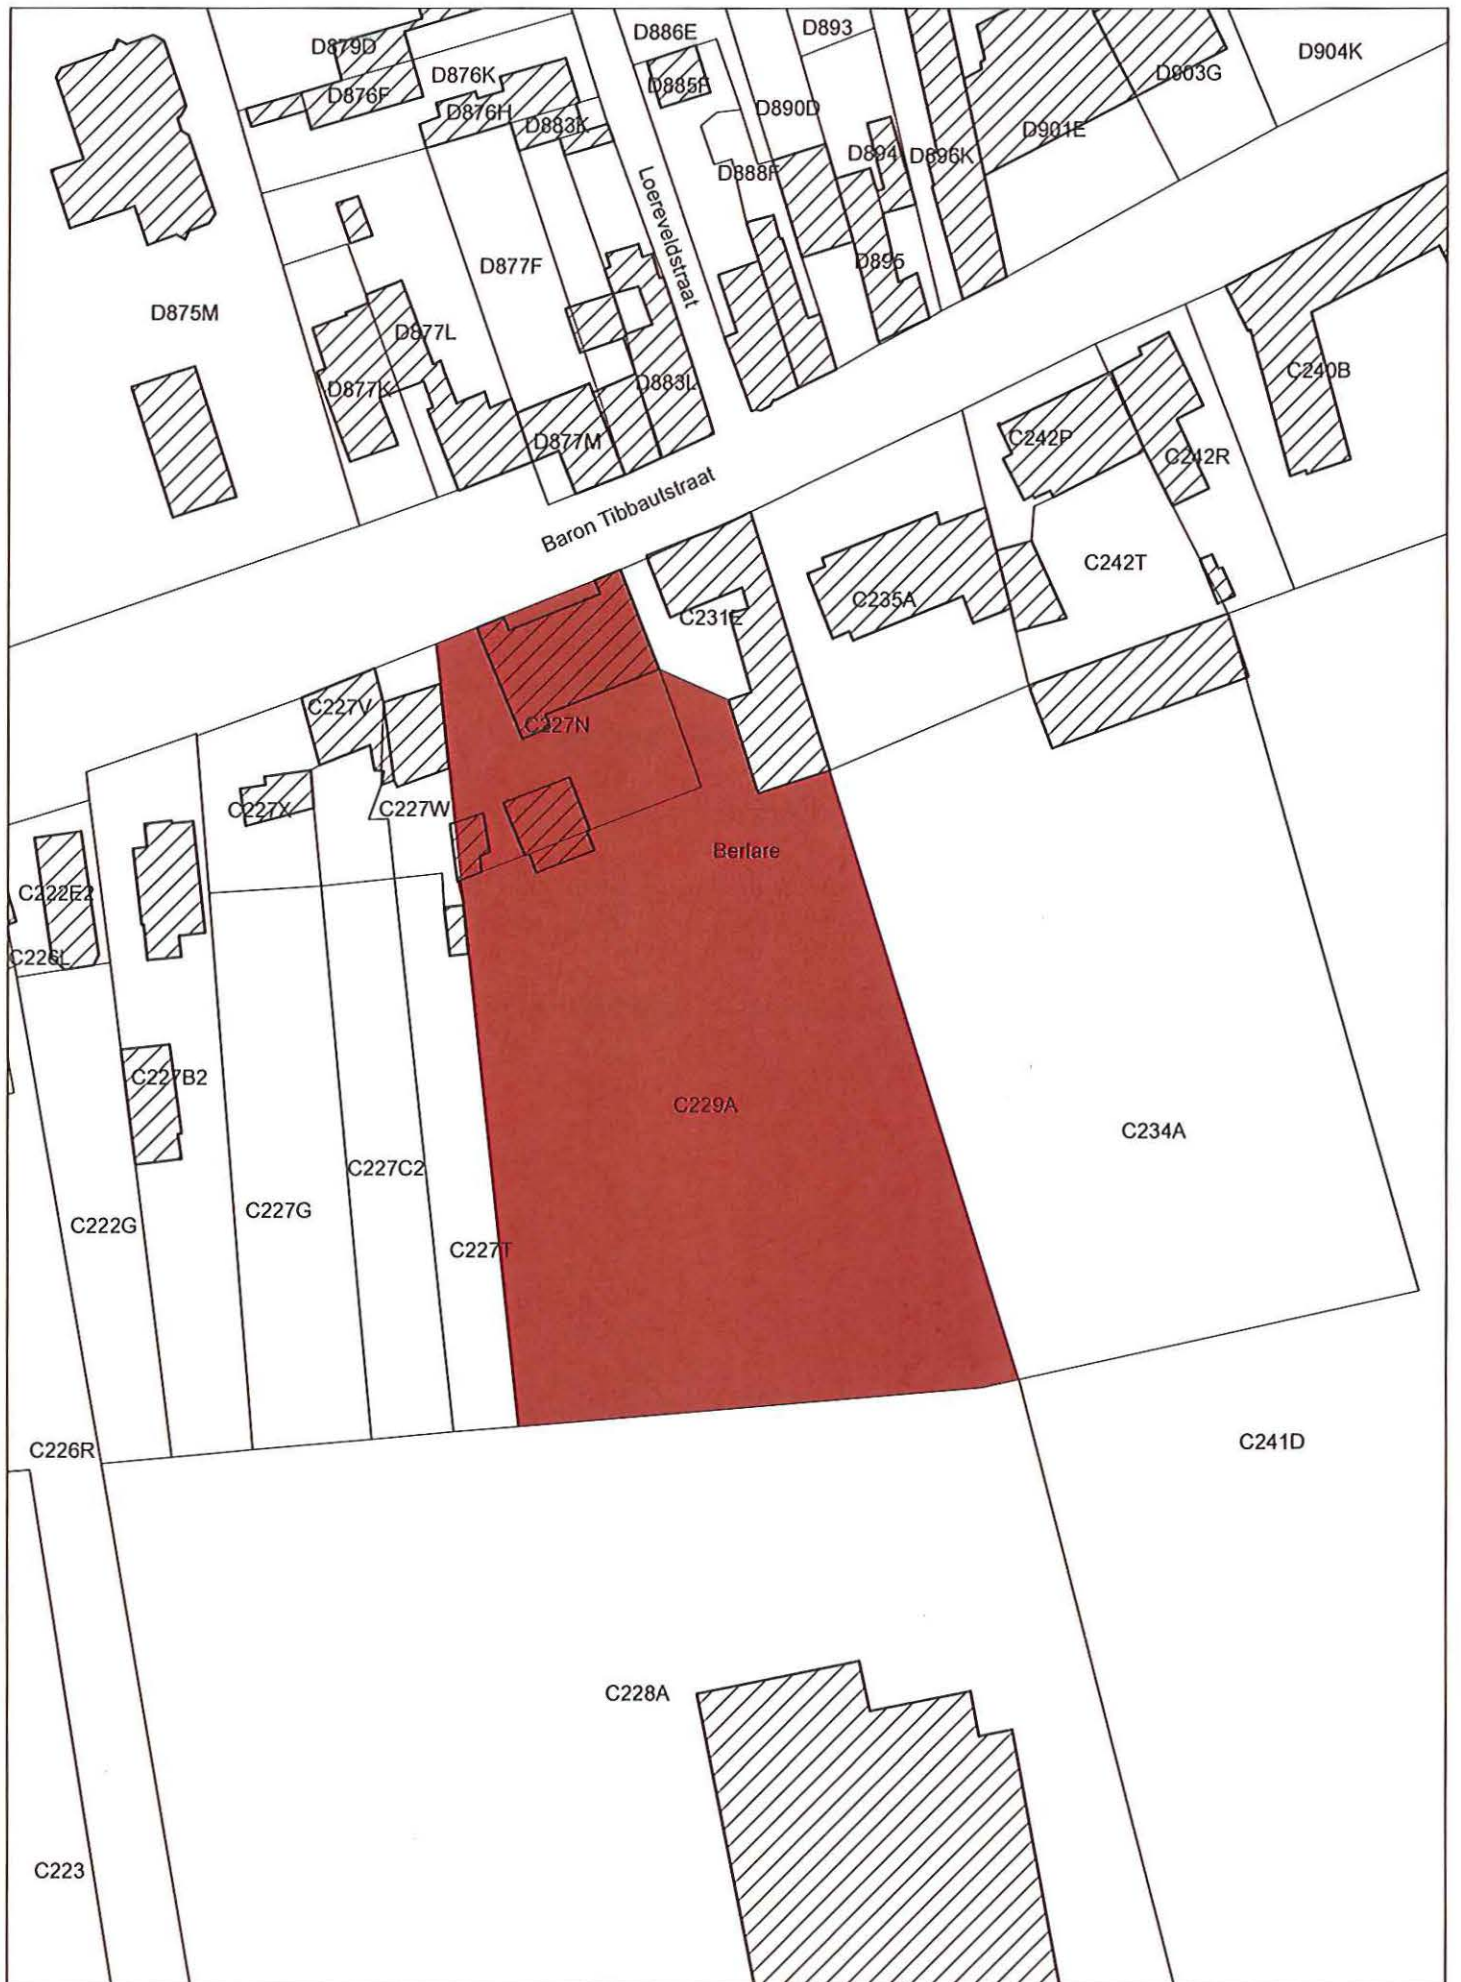 D879D
D886E
D893
D904K
D876K
D903G
D876F
D885F
D876H
D883K
D890D
D901E
D894
D896K
D888F
Loereveldstraat
D877F
D895
D875M
D877L
C240B
D877K
D883L
D877M
C242P
C242R
Baron Tibbautstraat
C242T
C235A
C231E
C227V
C227N
C227X
C227W
Berlare
C222E2
C226L
C227B2
C229A
C234A
C227C2
C227G
C222G
C227T
C241D
C226R
C228A
C223